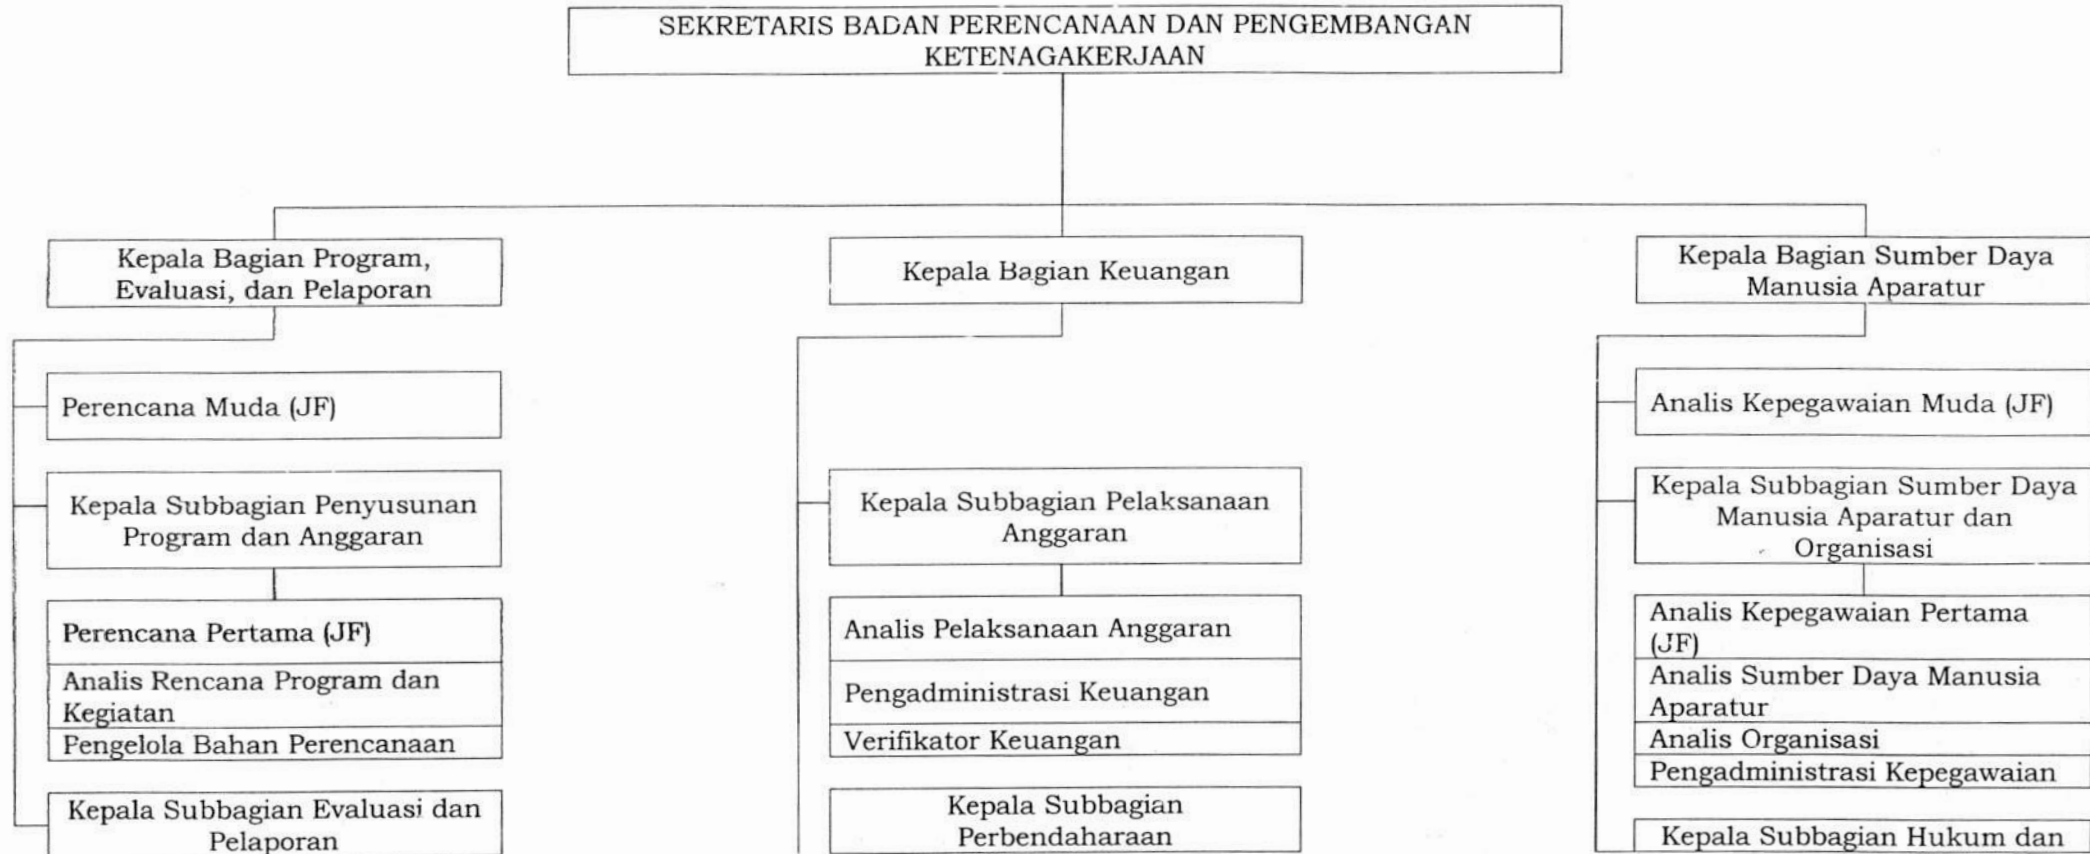 SEKRETARIS BADAN PERENCANAAN DAN PENGEMBANGAN
KETENAGAKERJAAN
Kepala Bagian Program,
Evaluasi, dan Pelaporan
Perencana Muda (JF)
Kepala Subbagian Penyusunan
Program dan Anggaran
Perencana Pertama (JF)
Analis Rencana Program dan
Kegiatan
Pengelola Bahan Perencanaan
Kepala Subbagian Evaluasi dan
Pelaporan
Kepala Bagian Keuangan
Kepala Subbagian Pelaksanaan
Anggaran
Analis Pelaksanaan Anggaran
Pengadministrasi Keuangan
Verifikator Keuangan
Kepala Subbagian
Perbendaharaan
Kepala Bagian Sumber Daya
Manusia Aparatur
Analis Kepegawaian Muda (JF)
Kepala Subbagian Sumber Daya
Manusia Aparatur dan
Organisasi
Analis Kepegawaian Pertama
(JF)
Analis Sumber Daya Manusia
Aparatur
Analis Organisasi
Pengadministrasi Kepegawaian
Kepala Subbagian Hukum dan